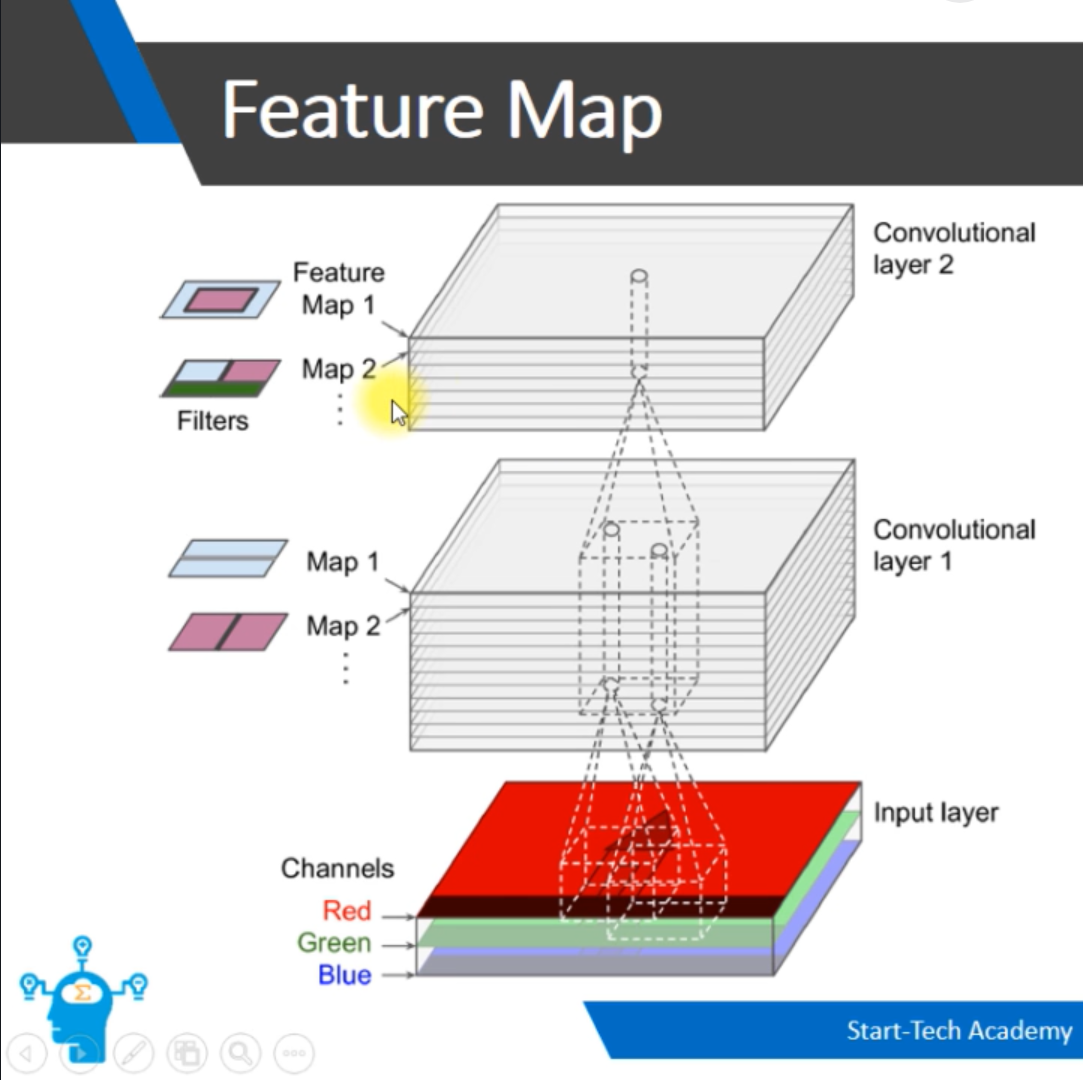 Feature Map
Convolutional
layer 2
Feature
Map 1
Map 2
Filters
Convolutional
layer 1
Map 1
Map 2
Input layer
Channels
Red
Green
Blue
Σ
Start-Tech Academy